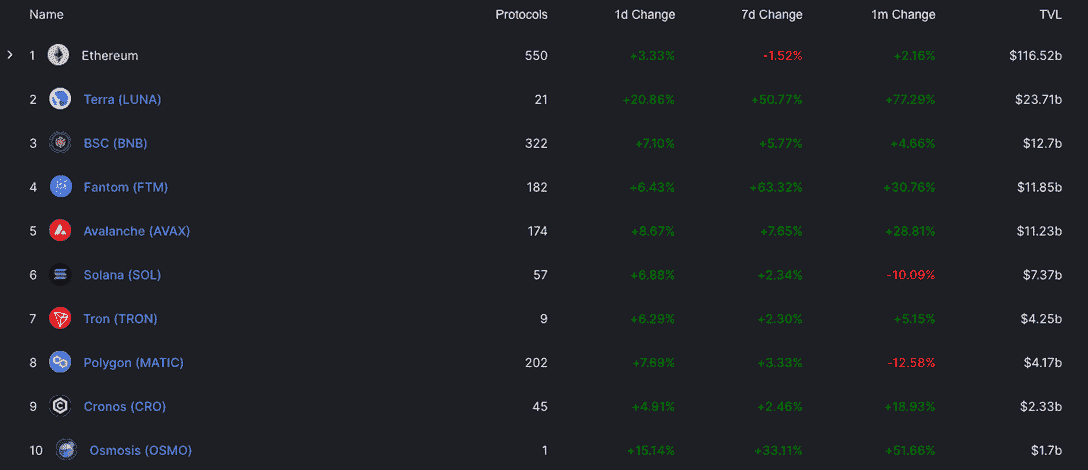 Name Protocols 1d Change 7d Change 1m Change TVL
1 Ethereum 550 +3.33% -1.52% +2.16% $116.52b
2 Terra (LUNA) 21 +20.86% +50.77% +77.29% $23.71b
3 BSC (BNB) 322 +7.10% +5.77% +4.66% $12.7b
4 Fantom (FTM) 182 +6.43% +63.32% +30.76% $11.85b
5 Avalanche (AVAX) 174 +8.67% +7.65% +28.81% $11.23b
6 Solana (SOL) 57 +6.88% +2.34% -10.09% $7.37b
7 Tron (TRON) 9 +6.29% +2.30% +5.15% $4.25b
8 Polygon (MATIC) 202 +7.69% +3.33% -12.58% $4.17b
9 Cronos (CRO) 45 +4.91% +2.46% +18.93% $2.33b
10 Osmosis (OSMO) 1 +15.14% +33.11% +51.66% $1.7b